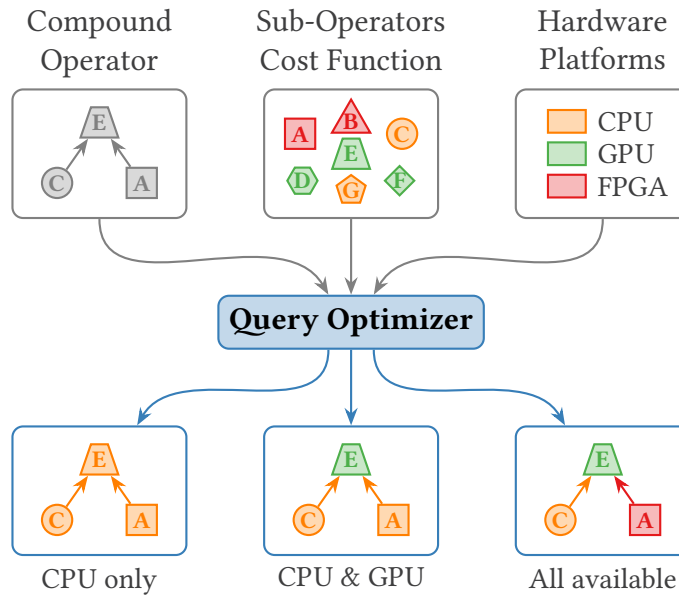 Compound
Operator
Sub-Operators
Cost Function
Hardware
Platforms
E
C
A
A
B
C
E
D
G
F
CPU
GPU
FPGA
Query Optimizer
E
C
A
E
C
A
E
C
A
CPU only
CPU & GPU
All available